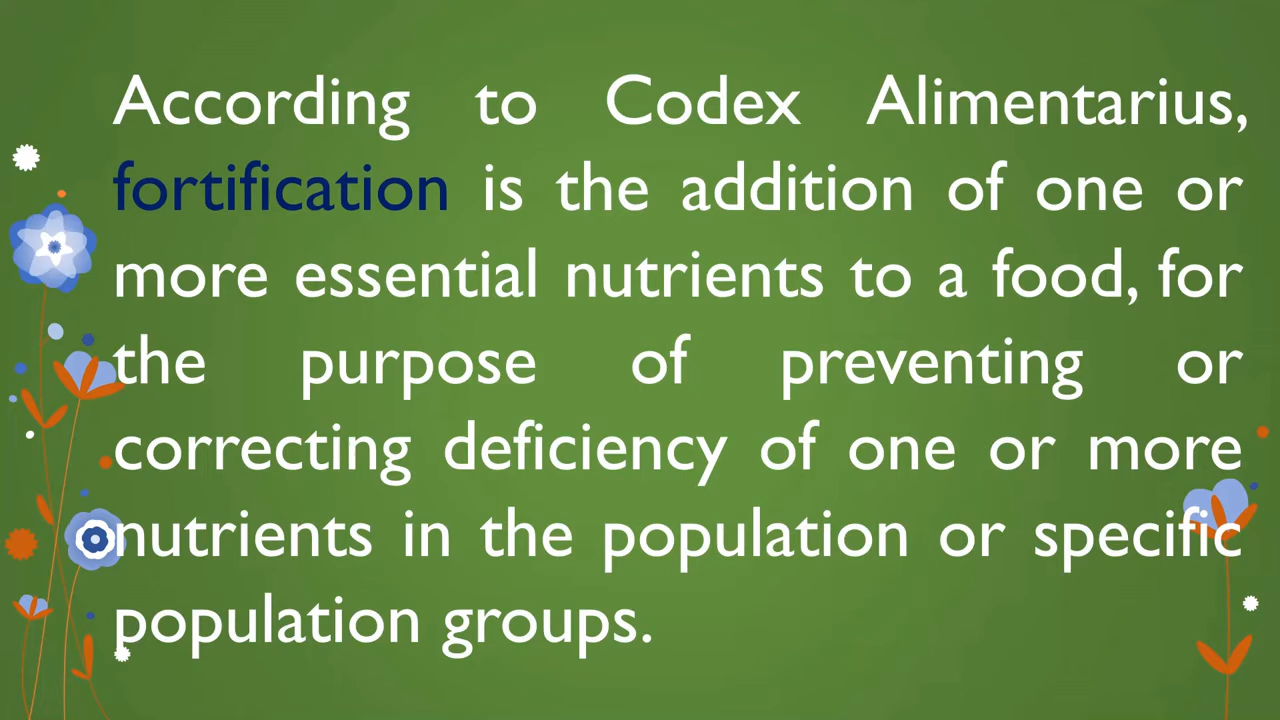 According to Codex Alimentarius,
fortification is the addition of one or
more essential nutrients to a food, for
the purpose of preventing or
correcting deficiency of one or more
nutrients in the population or specific
population groups.